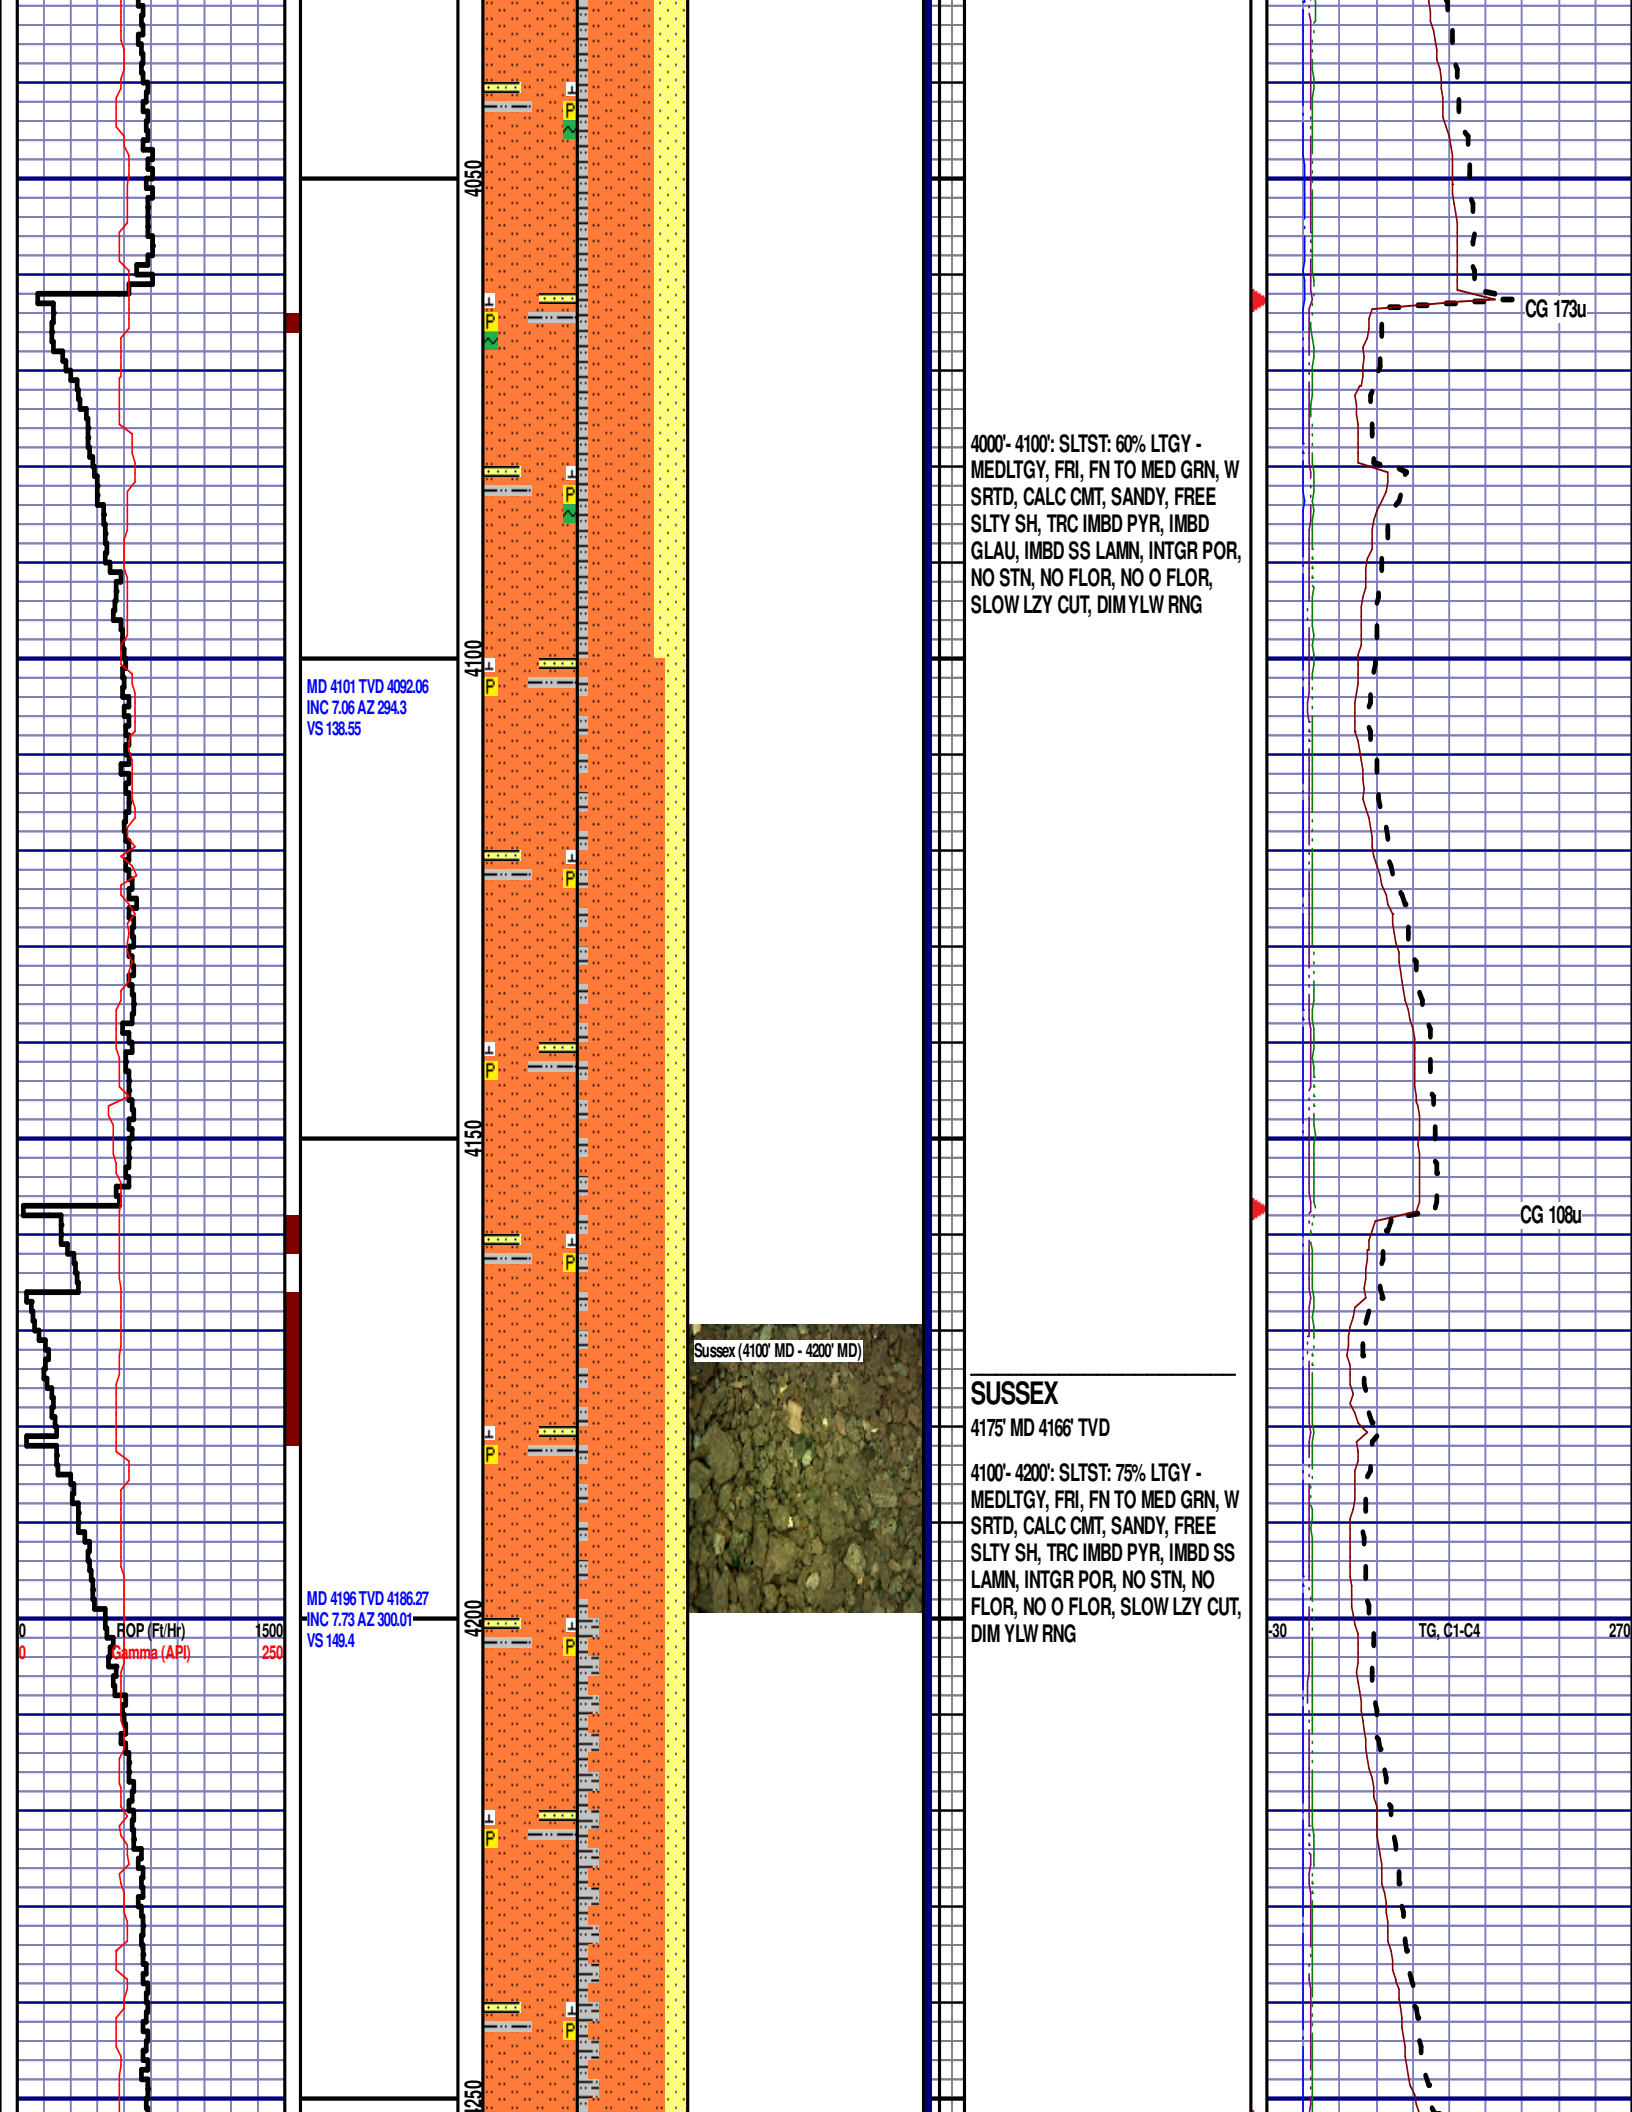 4050
CG 173u
4000'- 4100': SLTST: 60% LTGY -
MEDLTGY, FRI, FN TO MED GRN, W
SRTD, CALC CMT, SANDY, FREE
SLTY SH, TRC IMBD PYR, IMBD
GLAU, IMBD SS LAMN, INTGR POR,
NO STN, NO FLOR, NO O FLOR,
SLOW LZY CUT, DIM YLW RNG
4100
MD 4101 TVD 4092.06
INC 7.06 AZ 294.3
VS 138.55
4150
CG 108u
Sussex (4100' MD - 4200' MD)
SUSSEX
4175' MD 4166' TVD
4100'- 4200': SLTST: 75% LTGY -
MEDLTGY, FRI, FN TO MED GRN, W
SRTD, CALC CMT, SANDY, FREE
SLTY SH, TRC IMBD PYR, IMBD SS
LAMN, INTGR POR, NO STN, NO
FLOR, NO O FLOR, SLOW LZY CUT,
DIM YLW RNG
MD 4196 TVD 4186.27
INC 7.73 AZ 300.01
VS 149.4
4200
0 ROP (Ft/Hr) 1500
0 Gamma (API) 250
-30 TG, C1-C4 270
P
P
P
P
P
P
P
P
P
P
P
4250